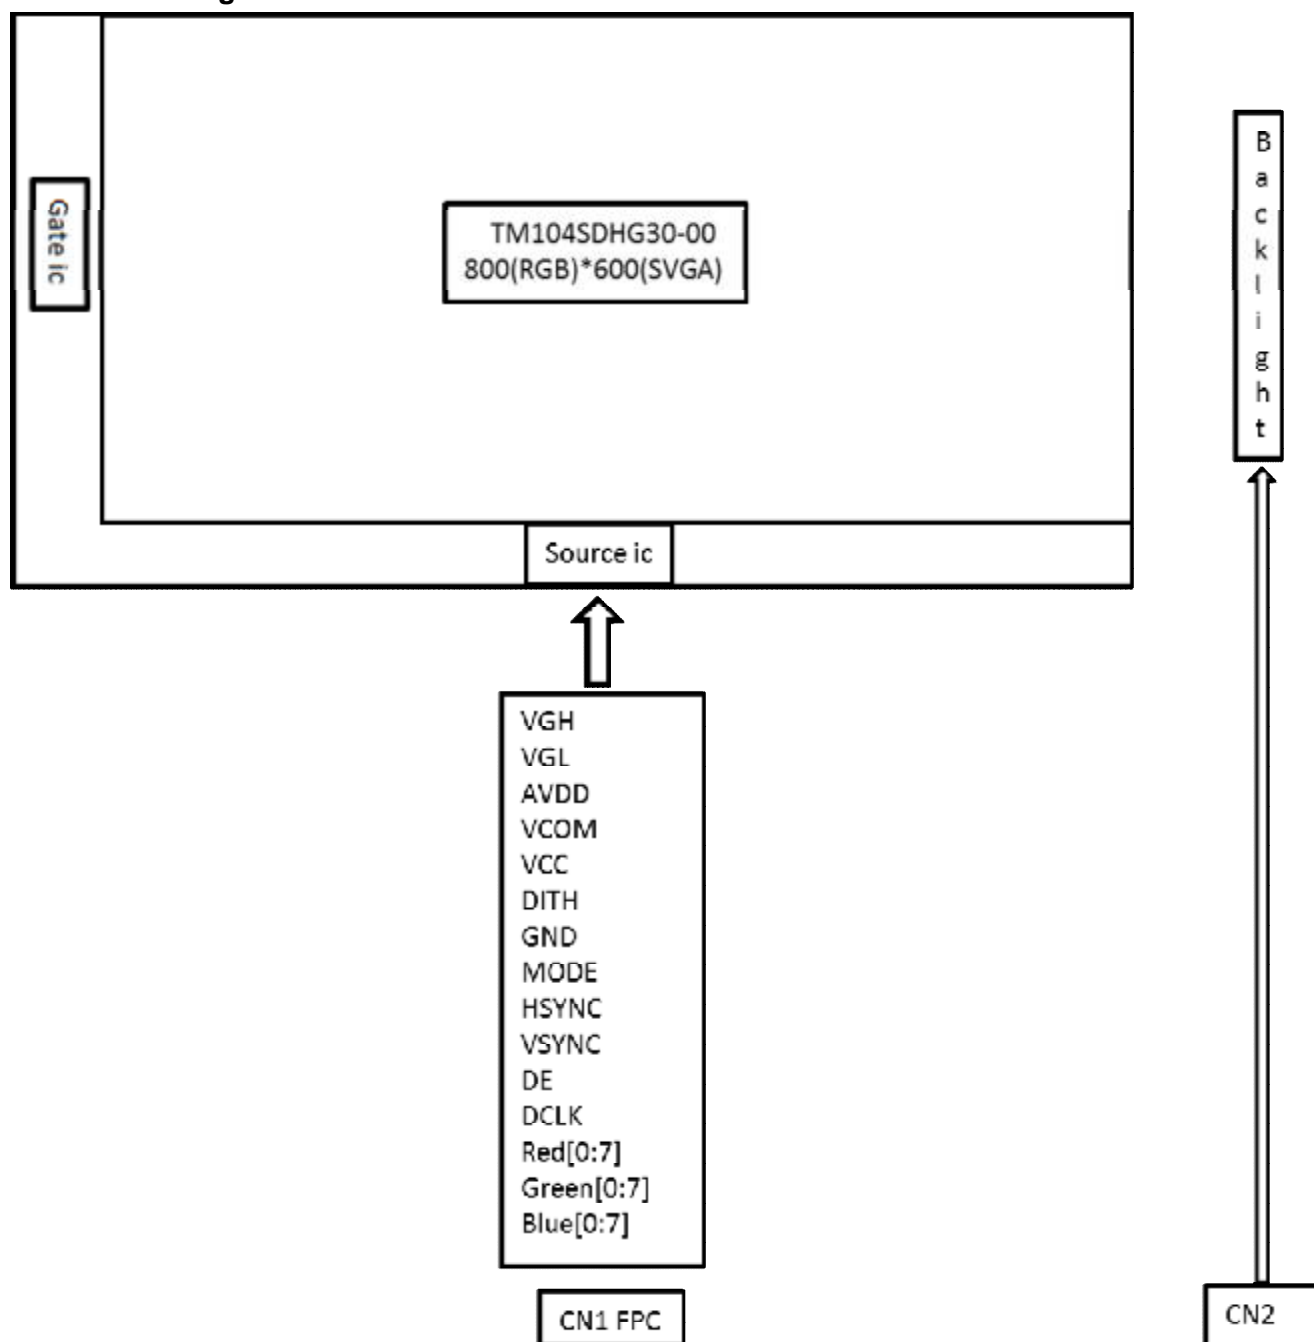 Gate ic
TM104SDHG30-00
800(RGB)*600(SVGA)
Backlight
Source ic
VGH
VGL
AVDD
VCOM
VCC
DITH
GND
MODE
HSYNC
VSYNC
DE
DCLK
Red[0:7]
Green[0:7]
Blue[0:7]
CN1 FPC
CN2